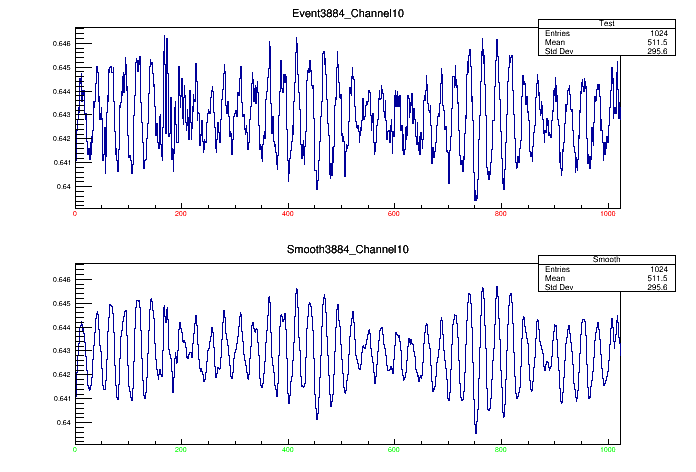 Event3884_Channel10
Test
Entries 1024
Mean 511.5
Std Dev 295.6
0.646
0.645
0.644
0.643
0.642
0.641
0.64
0 200 400 600 800 1000
Smooth3884_Channel10
Smooth
Entries 1024
Mean 511.5
Std Dev 295.6
0.646
0.645
0.644
0.643
0.642
0.641
0.64
0 200 400 600 800 1000